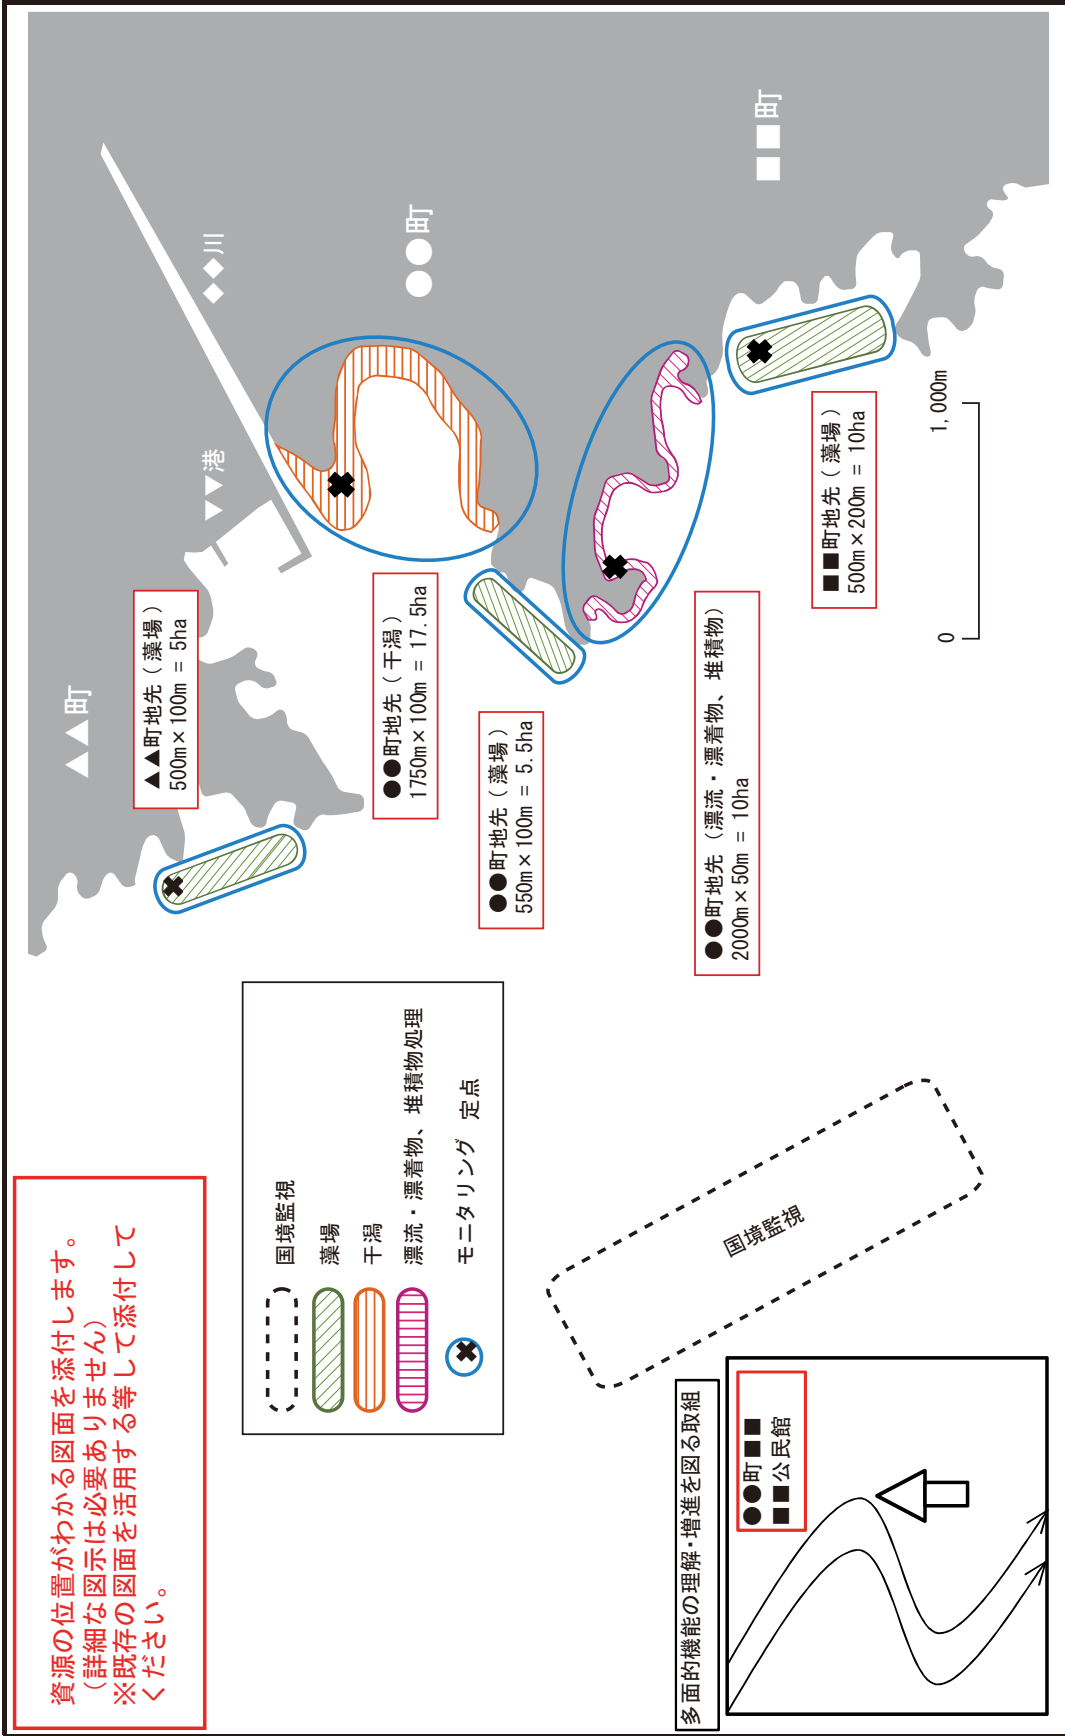 資源の位置がわかる図面を添付します。
（詳細な図示は必要ありません）
※既存の図面を活用する等して添付して
ください。
▲▲町
▲▲町地先（藻場）
500m×100m = 5ha
▼▼港
◆◆川
●●町
●●町地先（干潟）
1750m×100m = 17.5ha
●●町地先（藻場）
550m×100m = 5.5ha
●●町地先（漂流・漂着物、堆積物）
2000m×50m = 10ha
■■町
■■町地先（藻場）
500m×200m = 10ha
0
1,000m
国境監視
藻場
干潟
漂流・漂着物、堆積物処理
モニタリング 定点
国境監視
多面的機能の理解・増進を図る取組
●●町■■
■■公民館